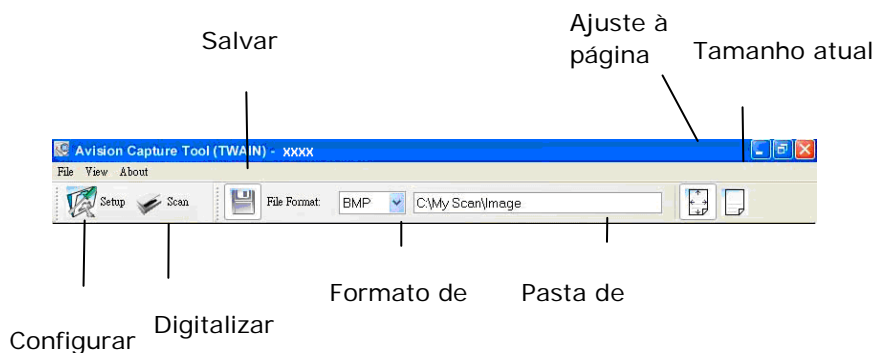 Salvar
Ajuste à
página
Tamanho atual
Avision Capture Tool (TWAIN) - xxxx
File View About
Setup Scan File Format: BMP C:\My Scan\Image
Formato de
Pasta de
Configurar
Digitalizar